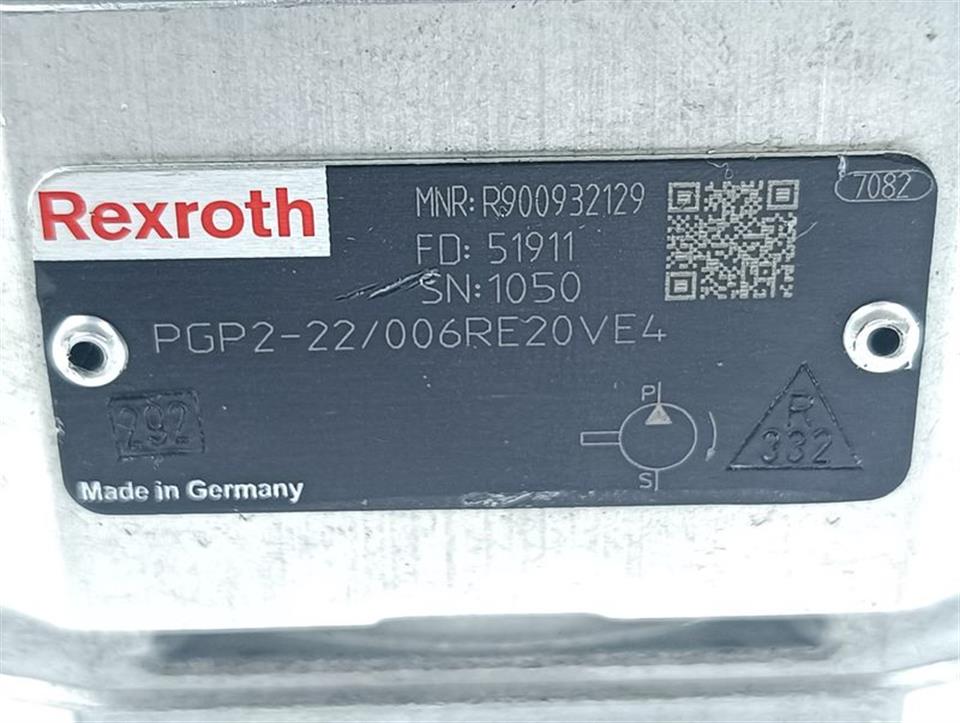 Rexroth
MNR: R900932129
7082
FD: 51911
SN: 1050
PGP2-22/006RE20VE4
292
P
S
R
332
Made in Germany